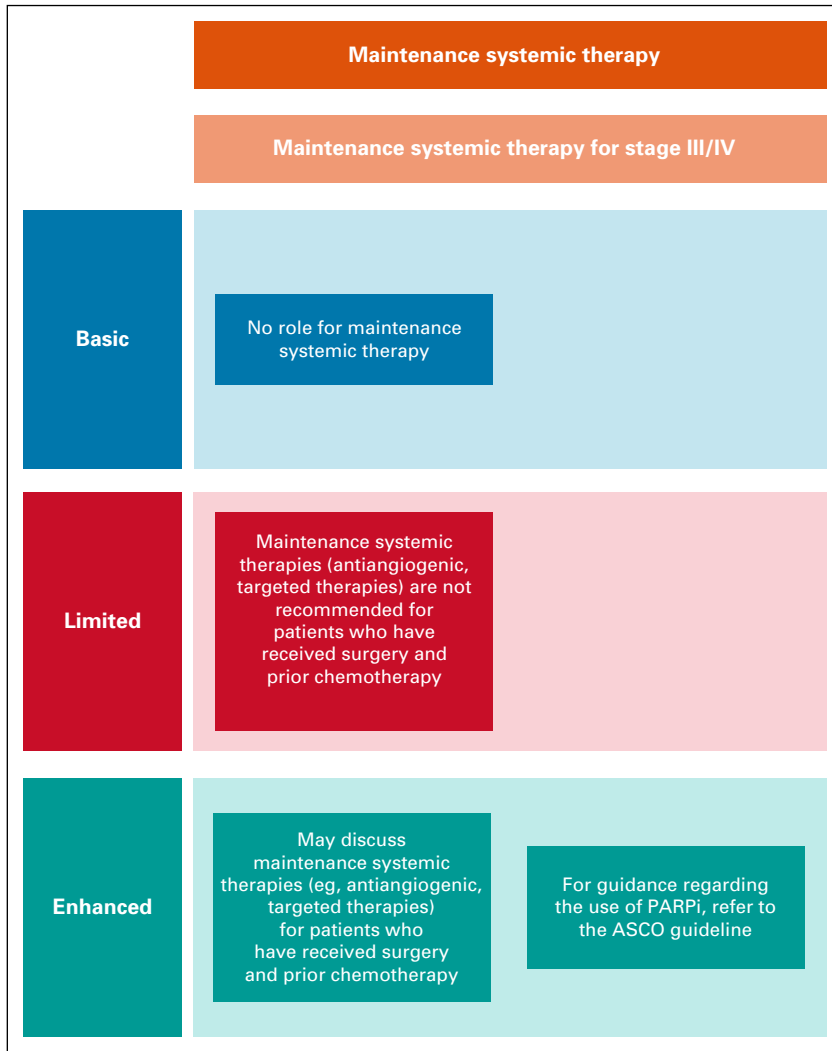 Maintenance systemic therapy
Maintenance systemic therapy for stage III/IV
Basic
No role for maintenance
systemic therapy
Limited
Maintenance systemic
therapies (antiangiogenic,
targeted therapies) are not
recommended for
patients who have
received surgery and
prior chemotherapy
Enhanced
May discuss
maintenance systemic
therapies (eg, antiangiogenic,
targeted therapies)
for patients who
have received surgery
and prior chemotherapy
For guidance regarding
the use of PARPi, refer to
the ASCO guideline